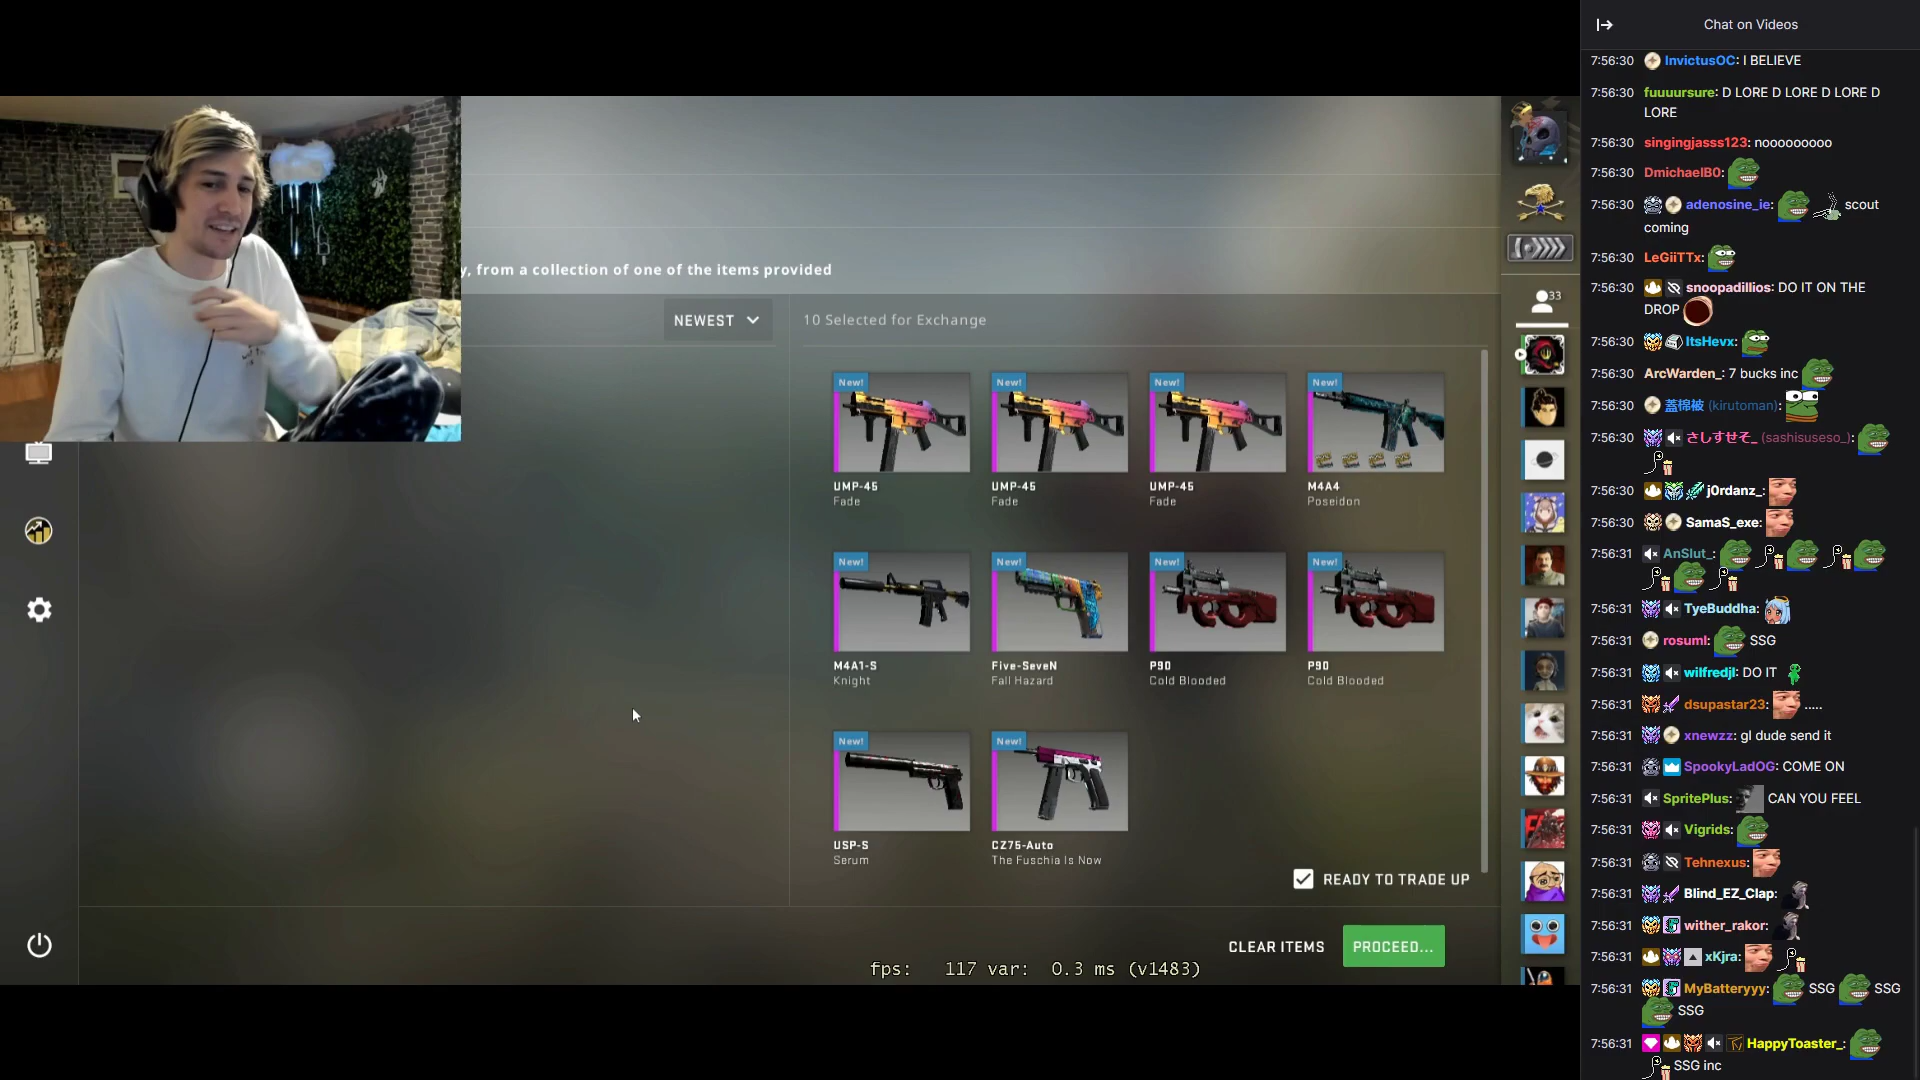 y, from a collection of one of the items provided
NEWEST
10 Selected for Exchange
New!
New!
New!
New!
UMP-45
Fade
UMP-45
Fade
UMP-45
Fade
M4A4
Poseidon
New!
New!
New!
New!
M4A1-S
Knight
Five-SeveN
Fall Hazard
P90
Cold Blooded
P90
Cold Blooded
New!
New!
USP-S
Serum
CZ75-Auto
The Fuschia Is Now
READY TO TRADE UP
CLEAR ITEMS
PROCEED...
fps: 117 var: 0.3 ms (v1483)
33
Chat on Videos
7:56:30 InvictusOC: I BELIEVE
7:56:30 fuuuursure: D LORE D LORE D LORE D
LORE
7:56:30 singingjasss123: nooooooooo
7:56:30 DmichaelB0:
7:56:30 adenosine_ie: scout
coming
7:56:30 LeGiiTTx:
7:56:30 snoopadillios: DO IT ON THE
DROP
7:56:30 ItsHevx:
7:56:30 ArcWarden_: 7 bucks inc
7:56:30 蓋棉被 (kirutoman):
7:56:30 さしすせそ_ (sashisuseso_):
7:56:30 j0rdanz_:
7:56:30 SamaS_exe:
7:56:31 AnSlut_:
7:56:31 TyeBuddha:
7:56:31 rosuml: SSG
7:56:31 wilfredjl: DO IT
7:56:31 dsupastar23: .....
7:56:31 xnewzz: gl dude send it
7:56:31 SpookyLadOG: COME ON
7:56:31 SpritePlus: CAN YOU FEEL
7:56:31 Vigrids:
7:56:31 Tehnexus:
7:56:31 Blind_EZ_Clap:
7:56:31 wither_rakor:
7:56:31 xKjra:
7:56:31 MyBatteryyy: SSG SSG
SSG
7:56:31 HappyToaster_:
SSG inc